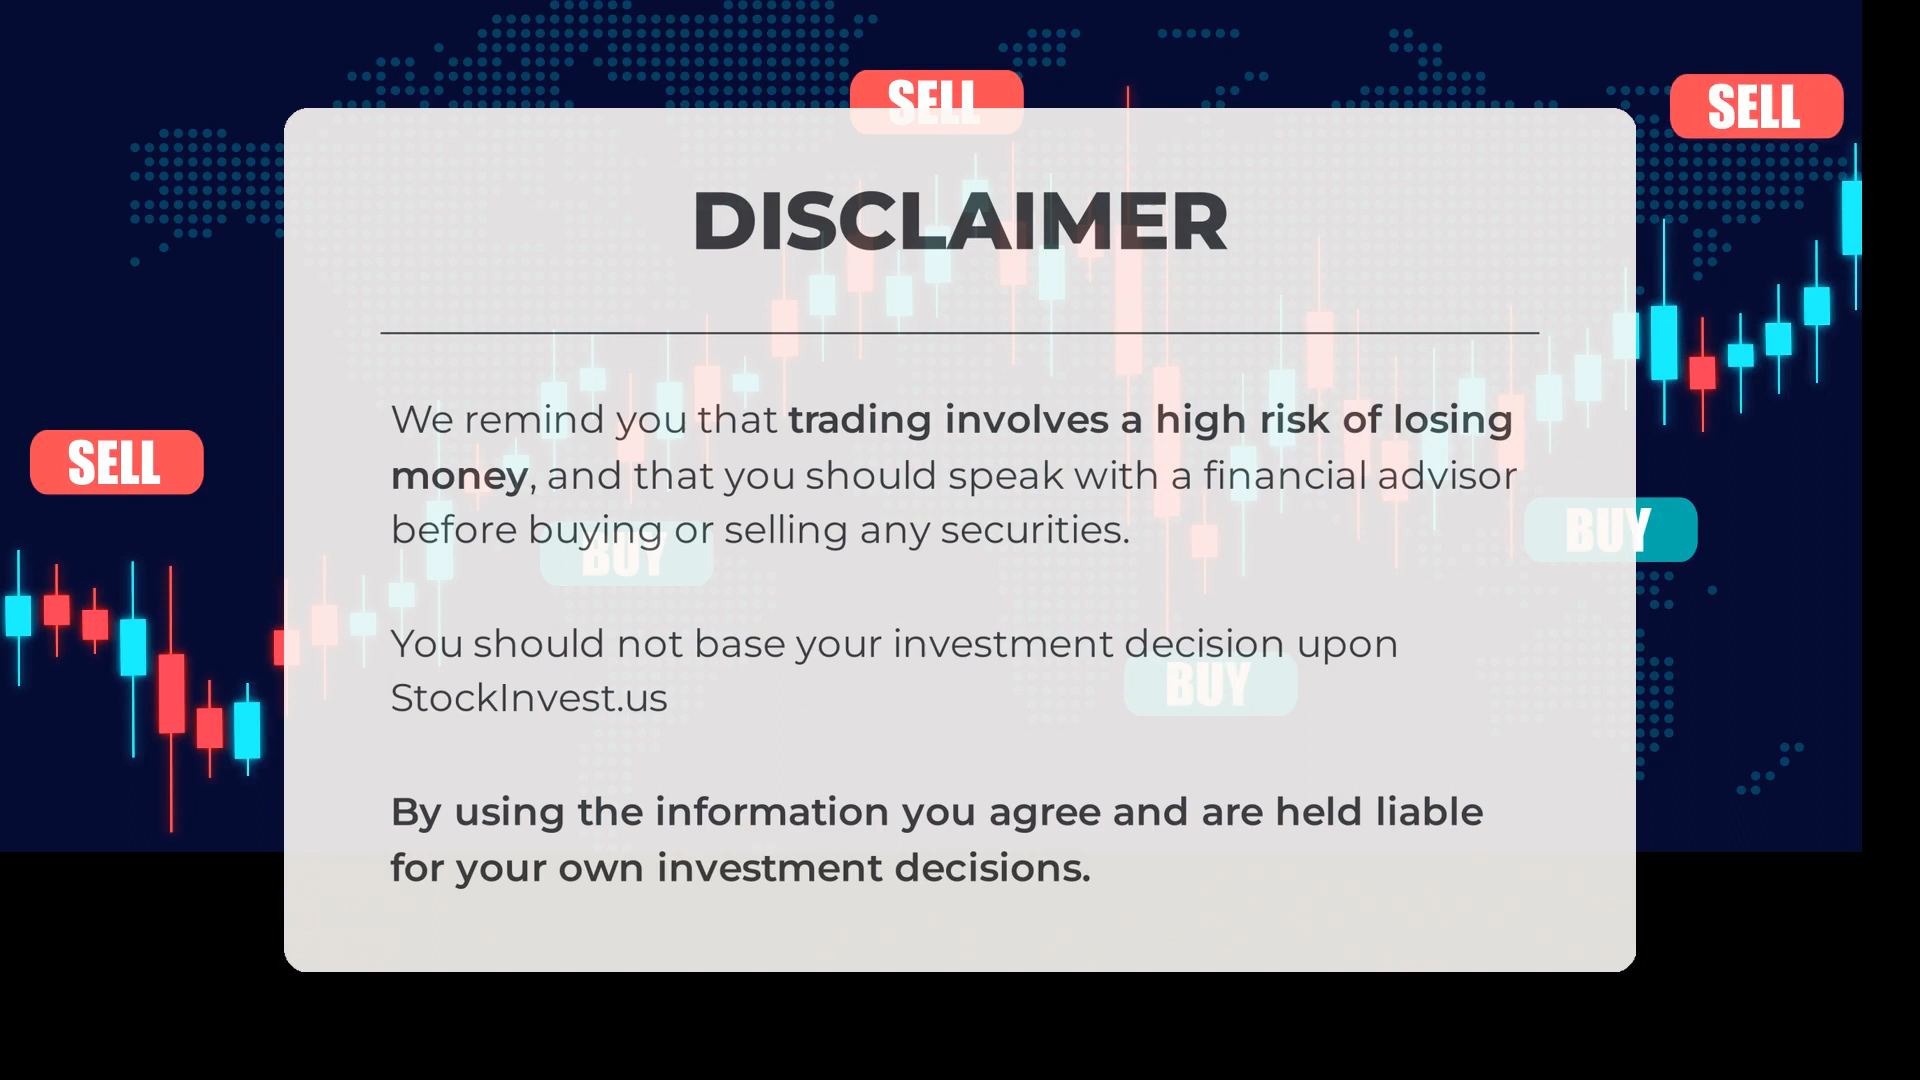 SELL
SELL
DISCLAIMER
We remind you that trading involves a high risk of losing
money, and that you should speak with a financial advisor
before buying or selling any securities.
SELL
BUY
BUY
You should not base your investment decision upon
StockInvest.us
BUY
By using the information you agree and are held liable
for your own investment decisions.